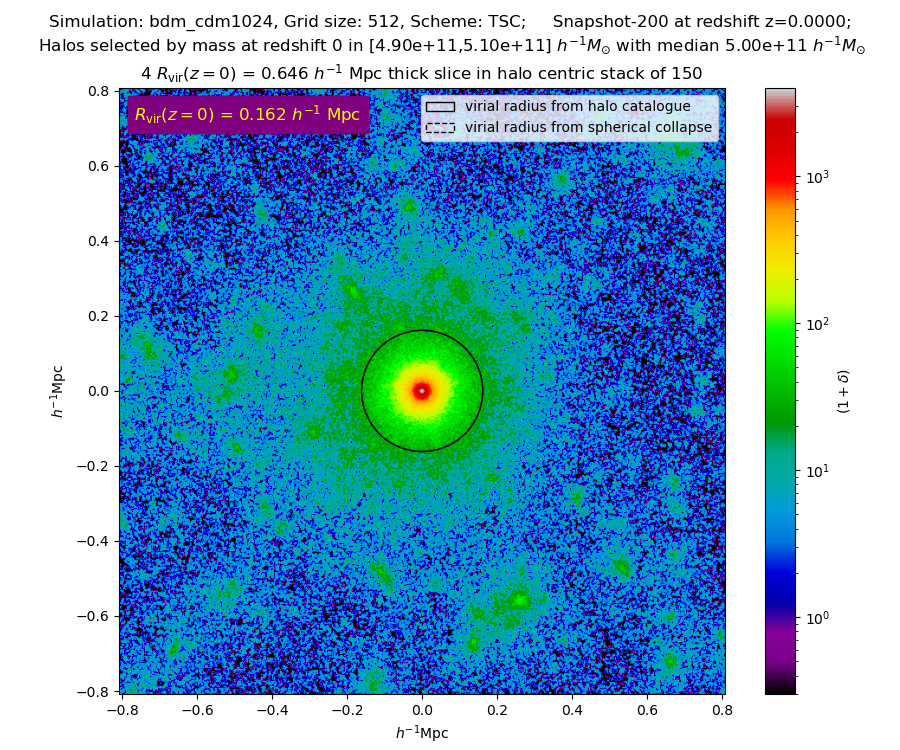 Simulation: bdm_cdm1024, Grid size: 512, Scheme: TSC; Snapshot-200 at redshift z=0.0000;
Halos selected by mass at redshift 0 in [4.90e+11,5.10e+11] h⁻¹M⊙ with median 5.00e+11 h⁻¹M⊙
4 Rvir(z = 0) = 0.646 h⁻¹ Mpc thick slice in halo centric stack of 150
Rvir(z = 0) = 0.162 h⁻¹ Mpc
virial radius from halo catalogue
virial radius from spherical collapse
0.8
0.6
0.4
0.2
0.0
−0.2
−0.4
−0.6
−0.8
h⁻¹Mpc
−0.8 −0.6 −0.4 −0.2 0.0 0.2 0.4 0.6 0.8
h⁻¹Mpc
10³
10²
10¹
10⁰
(1 + δ)